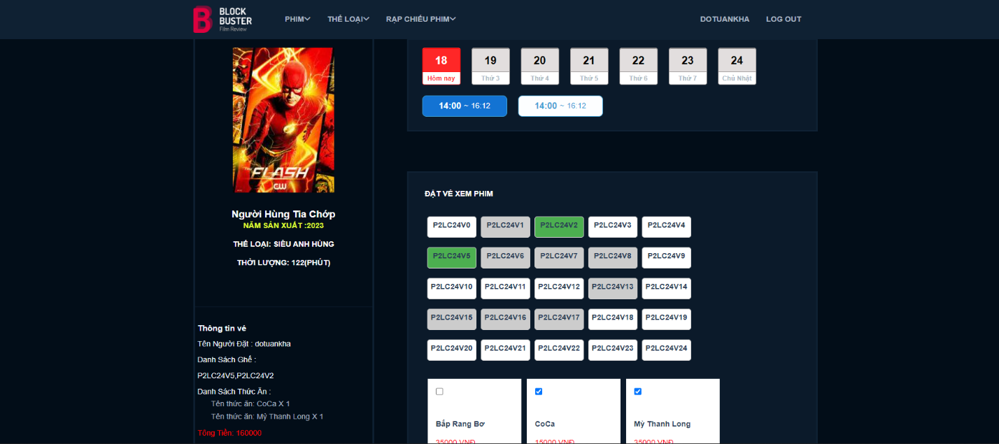 BLOCK
BUSTER
Film Review
PHIM
THỂ LOẠI
RẠP CHIẾU PHIM
DOTUANKHA
LOG OUT
THE
FLASH
CW
Người Hùng Tia Chớp
NĂM SẢN XUẤT :2023
THỂ LOẠI: SIÊU ANH HÙNG
THỜI LƯỢNG: 122(PHÚT)
Thông tin vé
Tên Người Đặt : dotuankha
Danh Sách Ghế :
P2LC24V5,P2LC24V2
Danh Sách Thức Ăn :
Tên thức ăn: CoCa X 1
Tên thức ăn: Mỳ Thanh Long X 1
Tông Tiền: 160000
18 19 20 21 22 23 24
Hôm nay Thứ 3 Thứ 4 Thứ 5 Thứ 6 Thứ 7 Chủ Nhật
14:00 ~ 16:12 14:00 ~ 16:12
ĐẶT VÉ XEM PHIM
P2LC24V0 P2LC24V1 P2LC24V2 P2LC24V3 P2LC24V4
P2LC24V5 P2LC24V6 P2LC24V7 P2LC24V8 P2LC24V9
P2LC24V10 P2LC24V11 P2LC24V12 P2LC24V13 P2LC24V14
P2LC24V15 P2LC24V16 P2LC24V17 P2LC24V18 P2LC24V19
P2LC24V20 P2LC24V21 P2LC24V22 P2LC24V23 P2LC24V24
Bắp Rang Bơ CoCa Mỳ Thanh Long
35000 VNĐ 15000 VNĐ 35000 VNĐ